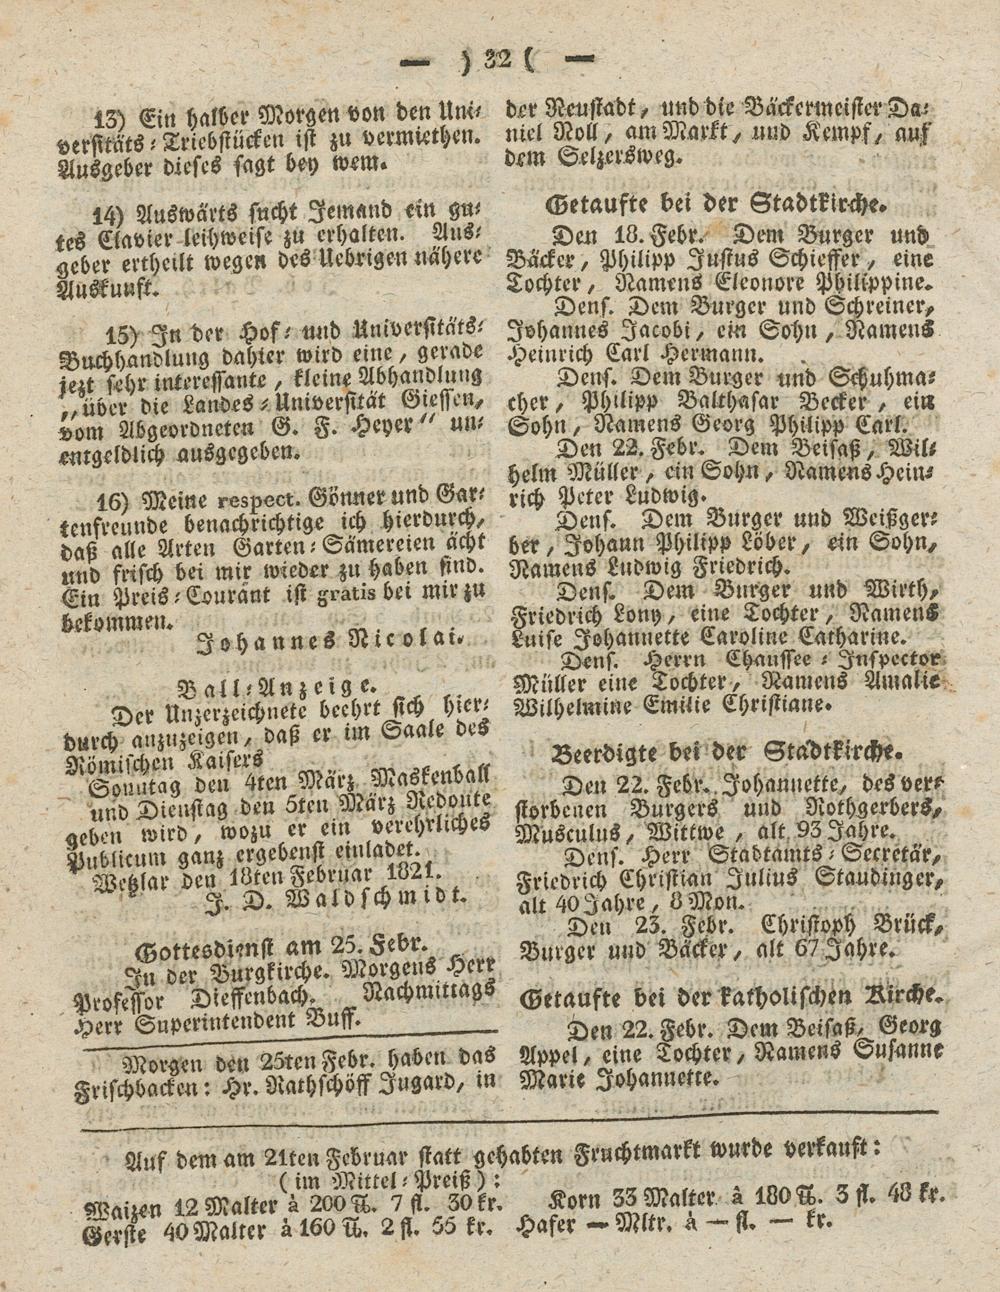 — ) 32 ( —
13) Ein halber Morgen von den Uni⸗
versitäts⸗Triebstücken ist zu vermiethen.
Ausgeber dieses sagt bey wem.
14) Auswärts sucht Jemand ein gu⸗
tes Clavier leihweise zu erhalten. Aus⸗
geber ertheilt wegen des Uebrigen nähere
Auskunft.
15) In der Hof⸗ und Universitäts⸗
Buchhandlung dahier wird eine, gerade
jezt sehr interessante, kleine Abhandlung
„über die Landes⸗Universität Giessen,
vom Abgeordneten G. F. Heyer“ un⸗
entgeldlich ausgegeben.
16) Meine respect. Gönner und Gar⸗
tenfreunde benachrichtige ich hierdurch,
daß alle Arten Garten⸗Sämereien ächt
und frisch bei mir wieder zu haben sind.
Ein Preis⸗Courant ist gratis bei mir zu
bekommen.
Johannes Nicolai.
Ball⸗Anzeige.
Der Unzerzeichnete beehrt sich hier⸗
durch anzuzeigen, daß er im Saale des
Römischen Kaisers
Sonntag den 4ten März Maskenball
und Dienstag den 5ten März Redoute
geben wird, wozu er ein verehrliches
Publicum ganz ergebenst einladet.
Wetzlar den 18ten Februar 1821.
J. D. Waldschmidt.
Gottesdienst am 25. Febr.
In der Burgkirche. Morgens Herr
Professor Dieffenbach. Nachmittags
Herr Superintendent Buff.
Morgen den 25ten Febr. haben das
Frischbacken: Hr. Rathschöff Jugard, in
der Neustadt, und die Bäckermeister Da⸗
niel Noll, am Markt, und Kempf, auf
dem Selzersweg.
Getaufte bei der Stadtkirche.
Den 18. Febr. Dem Burger und
Bäcker, Philipp Justus Schieffer, eine
Tochter, Namens Eleonore Philippine.
Dens. Dem Burger und Schreiner,
Johannes Jacobi, ein Sohn, Namens
Heinrich Carl Hermann.
Dens. Dem Burger und Schuhma⸗
cher, Philipp Balthasar Becker, ein
Sohn, Namens Georg Philipp Carl.
Den 22. Febr. Dem Beisaß, Wil⸗
helm Müller, ein Sohn, Namens Hein⸗
rich Peter Ludwig.
Dens. Dem Burger und Weißger⸗
ber, Johann Philipp Löber, ein Sohn,
Namens Ludwig Friedrich.
Dens. Dem Burger und Wirth,
Friedrich Lony, eine Tochter, Namens
Luise Johannette Caroline Catharine.
Dens. Herrn Chaussee⸗Inspector
Müller eine Tochter, Namens Amalie
Wilhelmine Emilie Christiane.
Beerdigte bei der Stadtkirche.
Den 22. Febr. Johannette, des ver⸗
storbenen Burgers und Rothgerbers,
Musculus, Wittwe, alt 93 Jahre.
Dens. Herr Stadtamts⸗Secretär,
Friedrich Christian Julius Staudinger,
alt 40 Jahre, 8 Mon.
Den 23. Febr. Christoph Brück,
Burger und Bäcker, alt 67 Jahre.
Getaufte bei der katholischen Kirche.
Den 22. Febr. Dem Beisaß, Georg
Appel, eine Tochter, Namens Susanne
Marie Johannette.
Auf dem am 21ten Februar statt gehabten Fruchtmarkt wurde verkauft:
(im Mittel⸗Preiß):
Waizen 12 Malter à 200 ℔. 7 fl. 30 kr. Korn 33 Malter à 180 ℔. 3 fl. 48 kr.
Gerste 40 Malter à 160 ℔. 2 fl. 55 kr. Hafer — Mltr. à — fl. — kr.